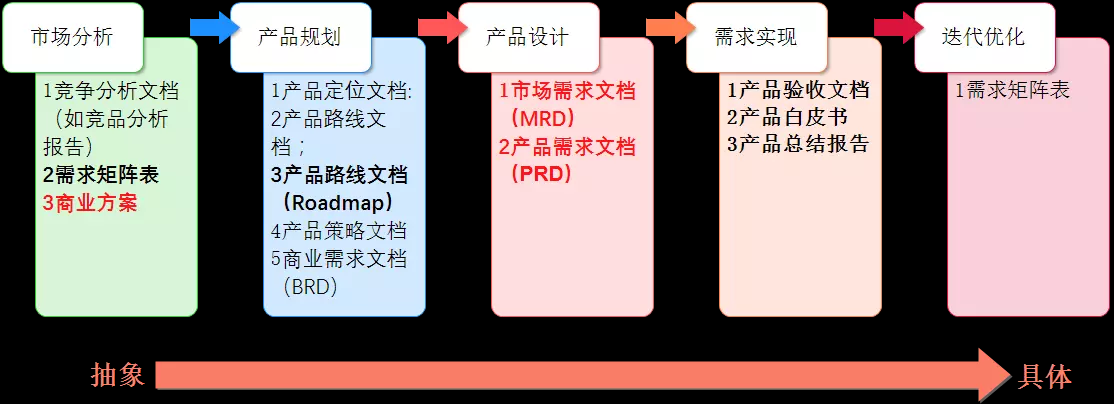 市场分析
1竞争分析文档
（如竞品分析
报告）
2需求矩阵表
3商业方案
产品规划
1产品定位文档:
2产品路线文
档；
3产品路线文档
（Roadmap）
4产品策略文档
5商业需求文档
（BRD）
产品设计
1市场需求文档
（MRD）
2产品需求文档
（PRD）
需求实现
1产品验收文档
2产品白皮书
3产品总结报告
迭代优化
1需求矩阵表
抽象
具体